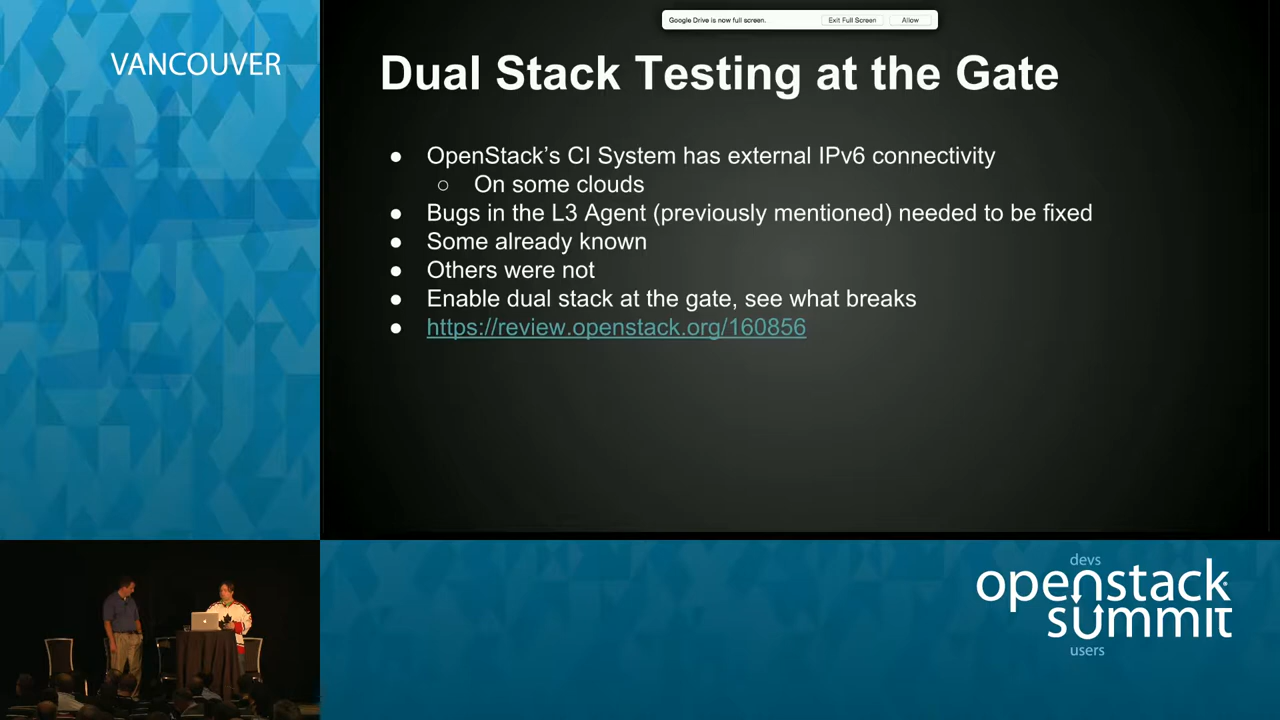 VANCOUVER
Google Drive is now full screen.
Exit Full Screen
Allow
Dual Stack Testing at the Gate
● OpenStack's CI System has external IPv6 connectivity
○ On some clouds
● Bugs in the L3 Agent (previously mentioned) needed to be fixed
● Some already known
● Others were not
● Enable dual stack at the gate, see what breaks
● https://review.openstack.org/160856
devs
openstack
summit
users